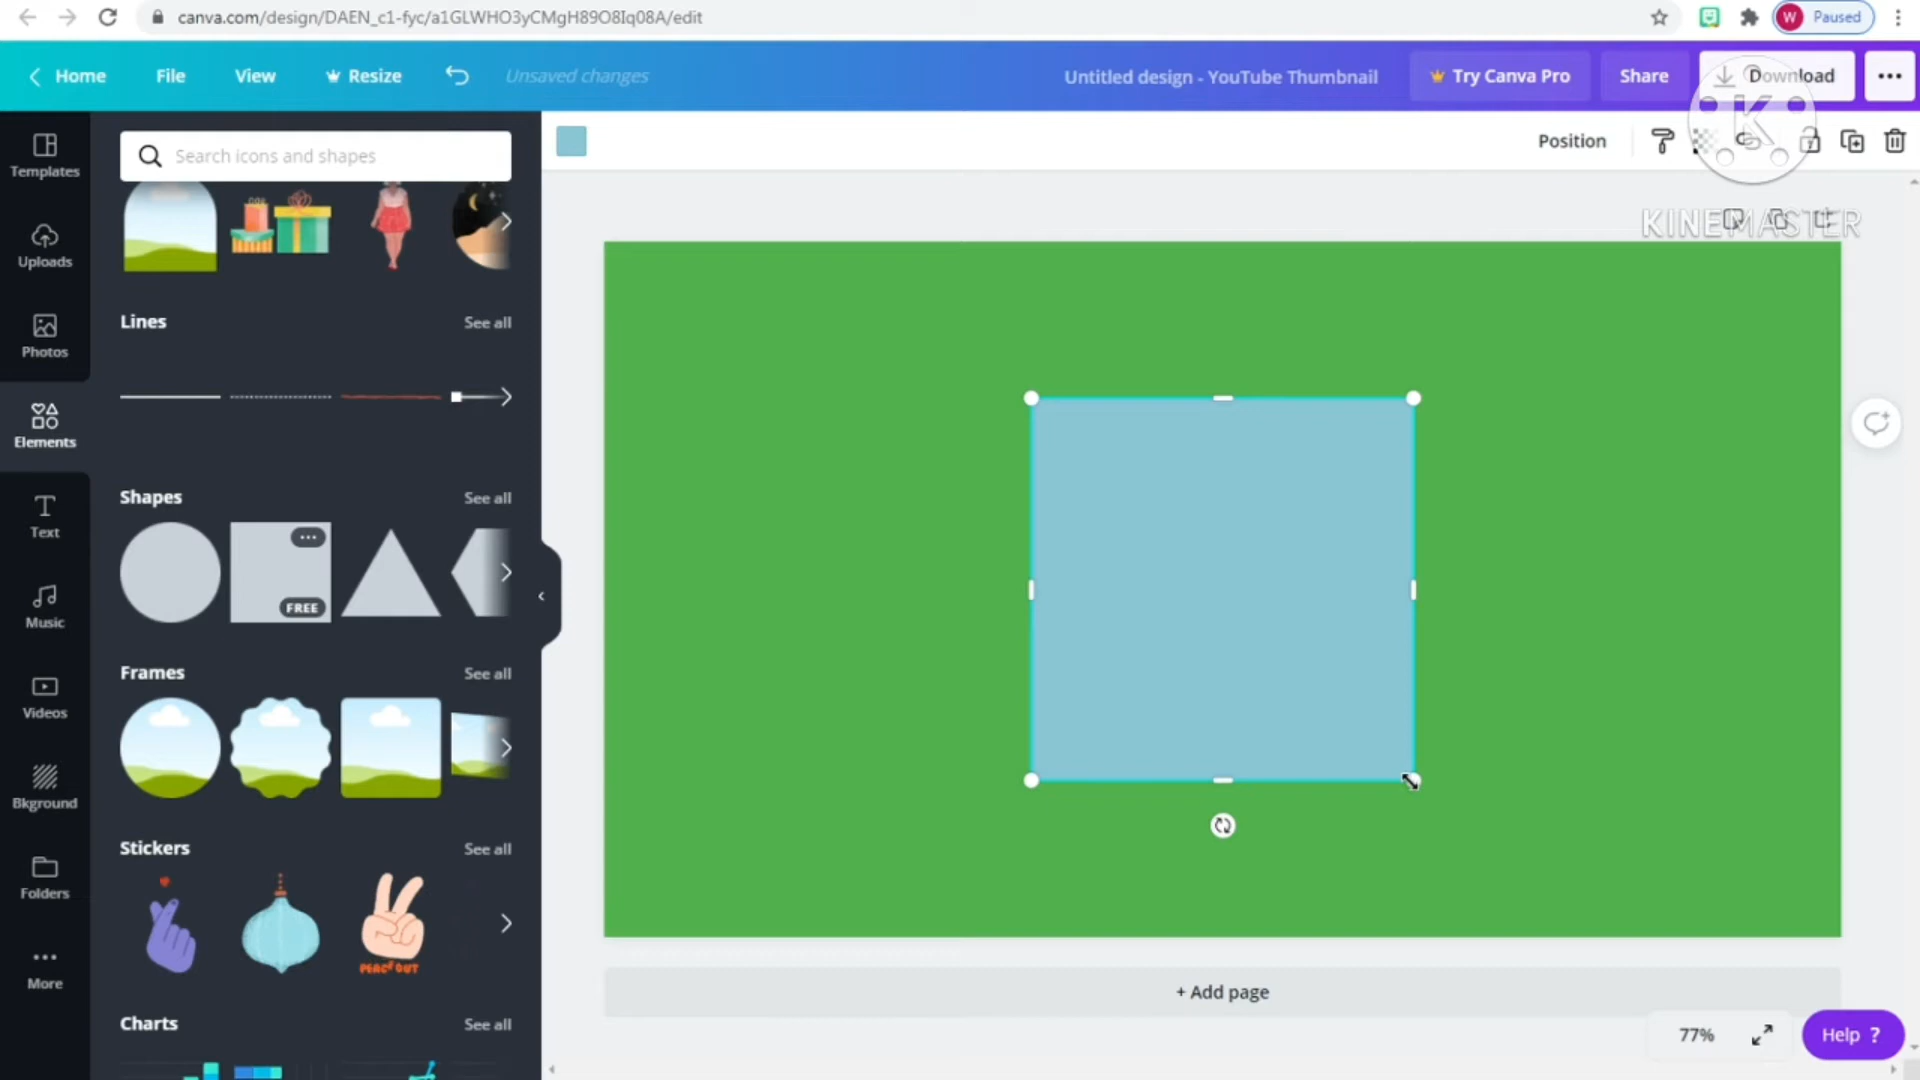 canva.com/design/DAEN_c1-fyc/a1GLWHO3yCMgH89O8Iq08A/edit
W Paused
Home File View Resize Unsaved changes Untitled design - YouTube Thumbnail Try Canva Pro Share Download
K
KINEMASTER
Search icons and shapes
Position
Templates
Uploads
Photos
Elements
Text
Music
Videos
Bkground
Folders
More
Lines See all
Shapes See all
FREE
Frames See all
Stickers See all
PEACE OUT
Charts See all
+ Add page
77% Help ?